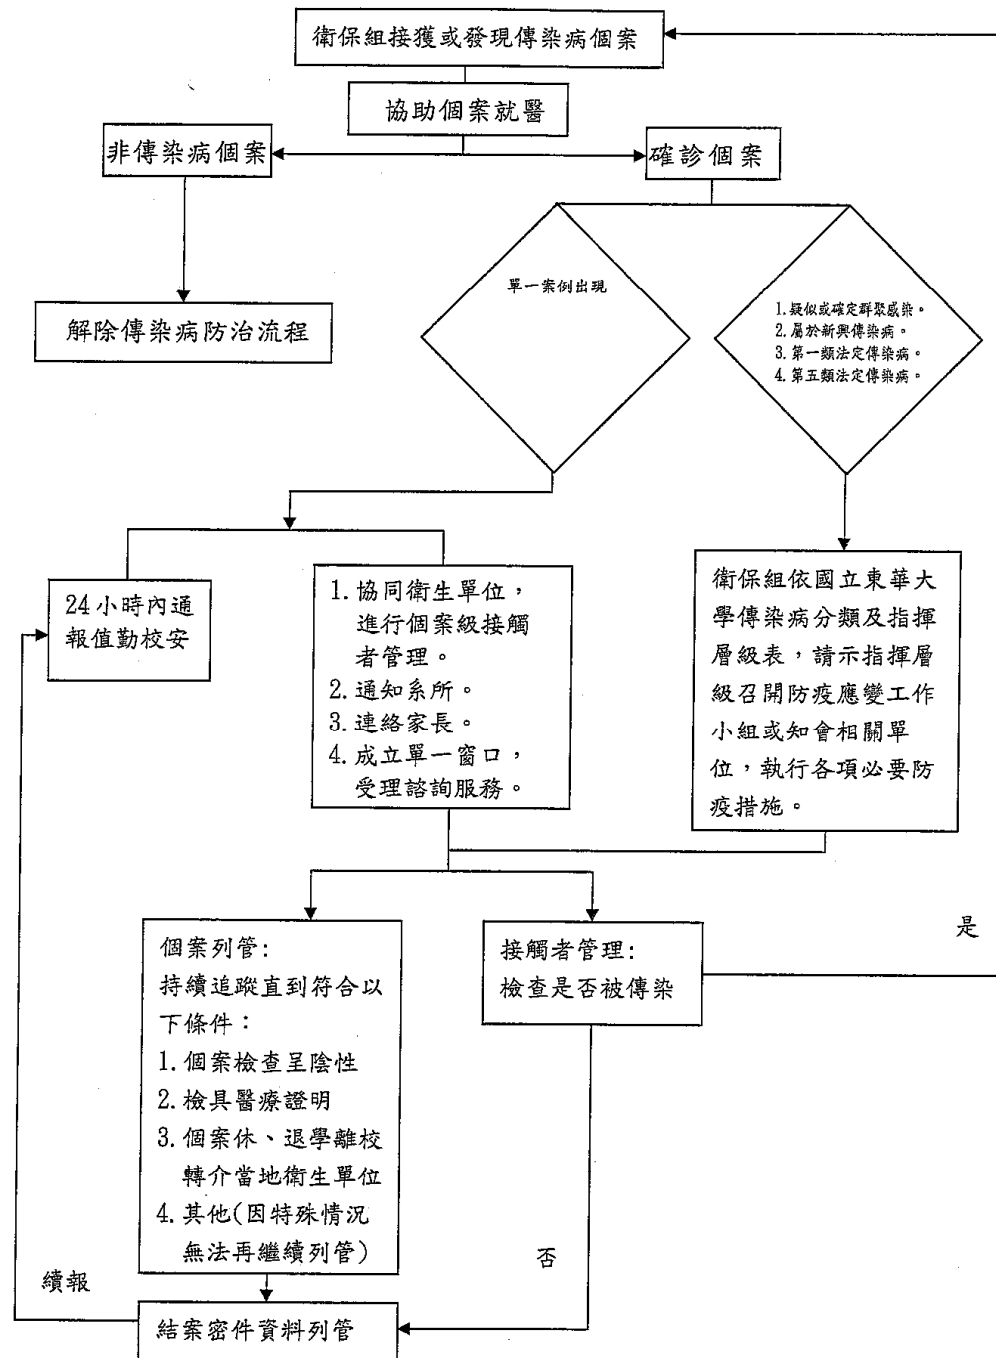 衛保組接獲或發現傳染病個案
協助個案就醫
非傳染病個案
確診個案
解除傳染病防治流程
單一案例出現
1. 疑似或確定群聚感染。
2. 屬於新興傳染病。
3. 第一類法定傳染病。
4. 第五類法定傳染病。
24小時內通
報值勤校安
1. 協同衛生單位，
進行個案級接觸
者管理。
2. 通知系所。
3. 連絡家長。
4. 成立單一窗口，
受理諮詢服務。
衛保組依國立東華大
學傳染病分類及指揮
層級表，請示指揮層
級召開防疫應變工作
小組或知會相關單
位，執行各項必要防
疫措施。
個案列管:
持續追蹤直到符合以
下條件：
1. 個案檢查呈陰性
2. 檢具醫療證明
3. 個案休、退學離校
轉介當地衛生單位
4. 其他(因特殊情況
無法再繼續列管)
接觸者管理:
檢查是否被傳染
是
否
續報
結案密件資料列管